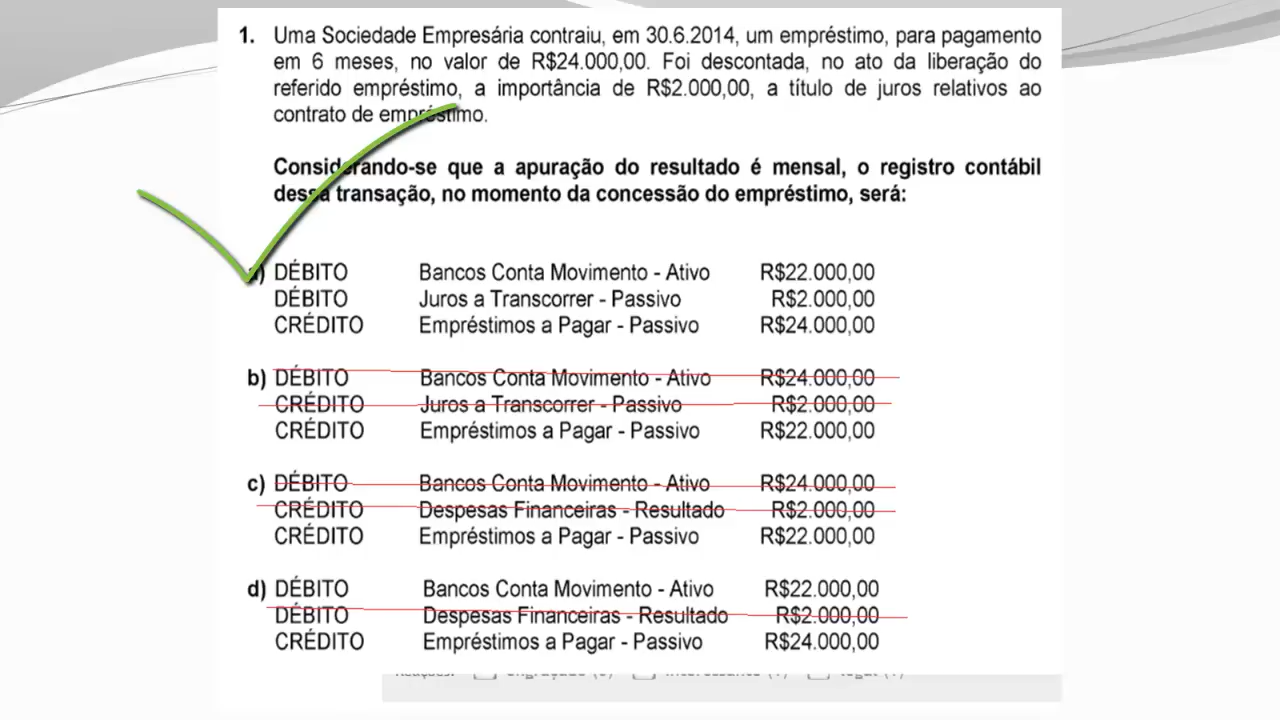 1. Uma Sociedade Empresária contraiu, em 30.6.2014, um empréstimo, para pagamento
em 6 meses, no valor de R$24.000,00. Foi descontada, no ato da liberação do
referido empréstimo, a importância de R$2.000,00, a título de juros relativos ao
contrato de empréstimo.
Considerando-se que a apuração do resultado é mensal, o registro contábil
dessa transação, no momento da concessão do empréstimo, será:
a) DÉBITO Bancos Conta Movimento - Ativo R$22.000,00
DÉBITO Juros a Transcorrer - Passivo R$2.000,00
CRÉDITO Empréstimos a Pagar - Passivo R$24.000,00
b) DÉBITO Bancos Conta Movimento - Ativo R$24.000,00
CRÉDITO Juros a Transcorrer - Passivo R$2.000,00
CRÉDITO Empréstimos a Pagar - Passivo R$22.000,00
c) DÉBITO Bancos Conta Movimento - Ativo R$24.000,00
CRÉDITO Despesas Financeiras - Resultado R$2.000,00
CRÉDITO Empréstimos a Pagar - Passivo R$22.000,00
d) DÉBITO Bancos Conta Movimento - Ativo R$22.000,00
DÉBITO Despesas Financeiras - Resultado R$2.000,00
CRÉDITO Empréstimos a Pagar - Passivo R$24.000,00